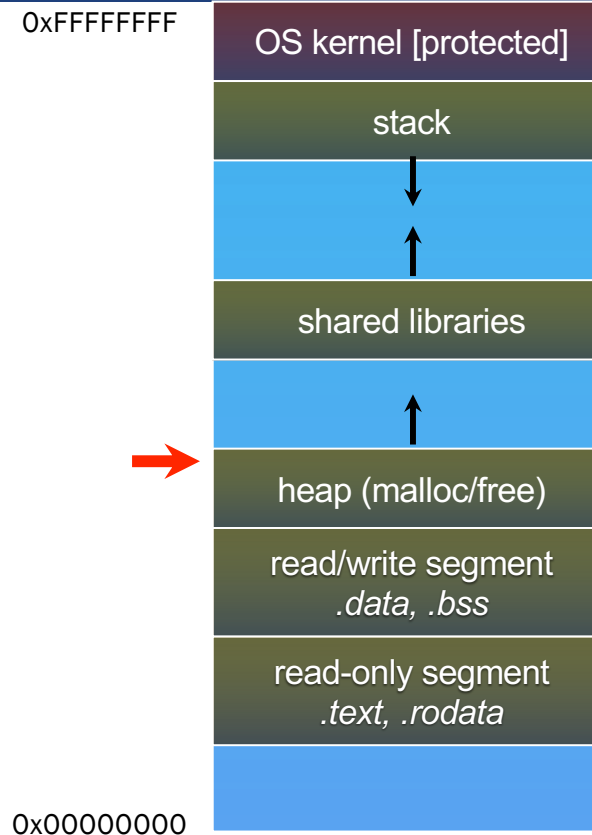 0xFFFFFFFF
OS kernel [protected]
stack
shared libraries
heap (malloc/free)
read/write segment
.data, .bss
read-only segment
.text, .rodata
0x00000000